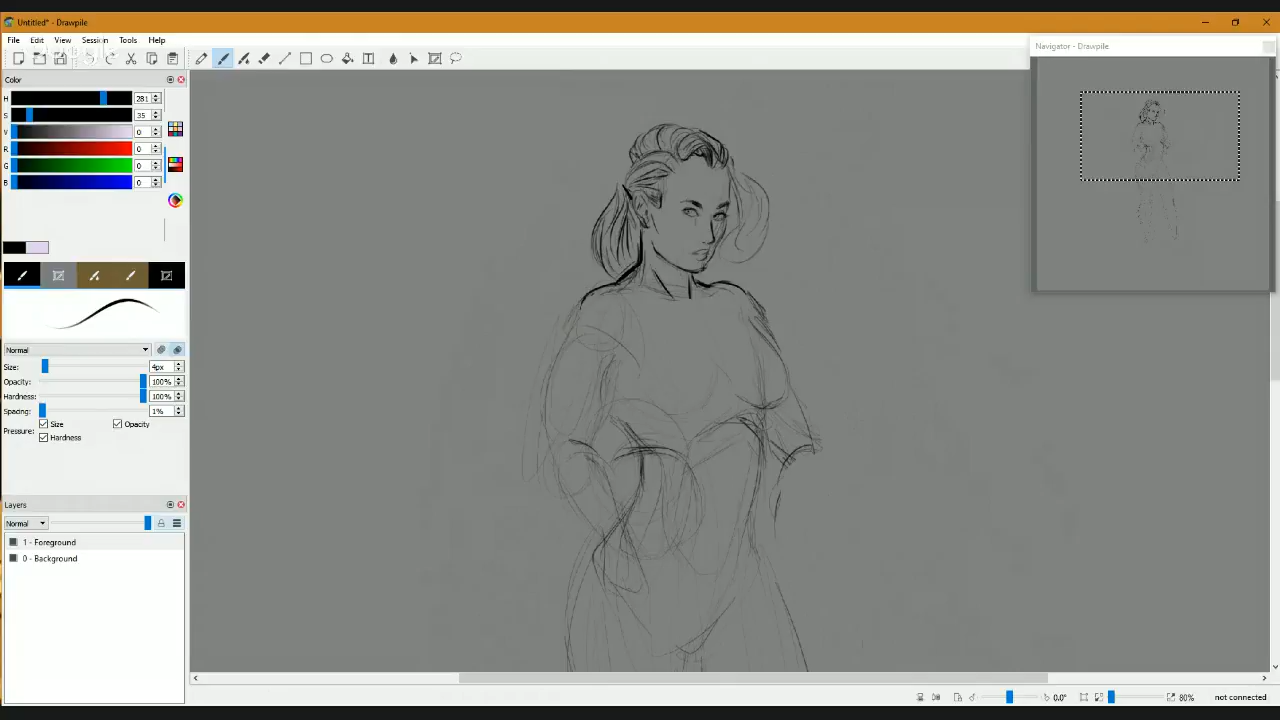 Untitled* - Drawpile
File Edit View Session Tools Help
Navigator - Drawpile
Color
H 281
S 35
V 0
R 0
G 0
B 0
Normal
Size: 4px
Opacity: 100%
Hardness: 100%
Spacing: 1%
Pressure: Size Opacity
Hardness
Layers
Normal
1 - Foreground
0 - Background
0.0° 80% not connected